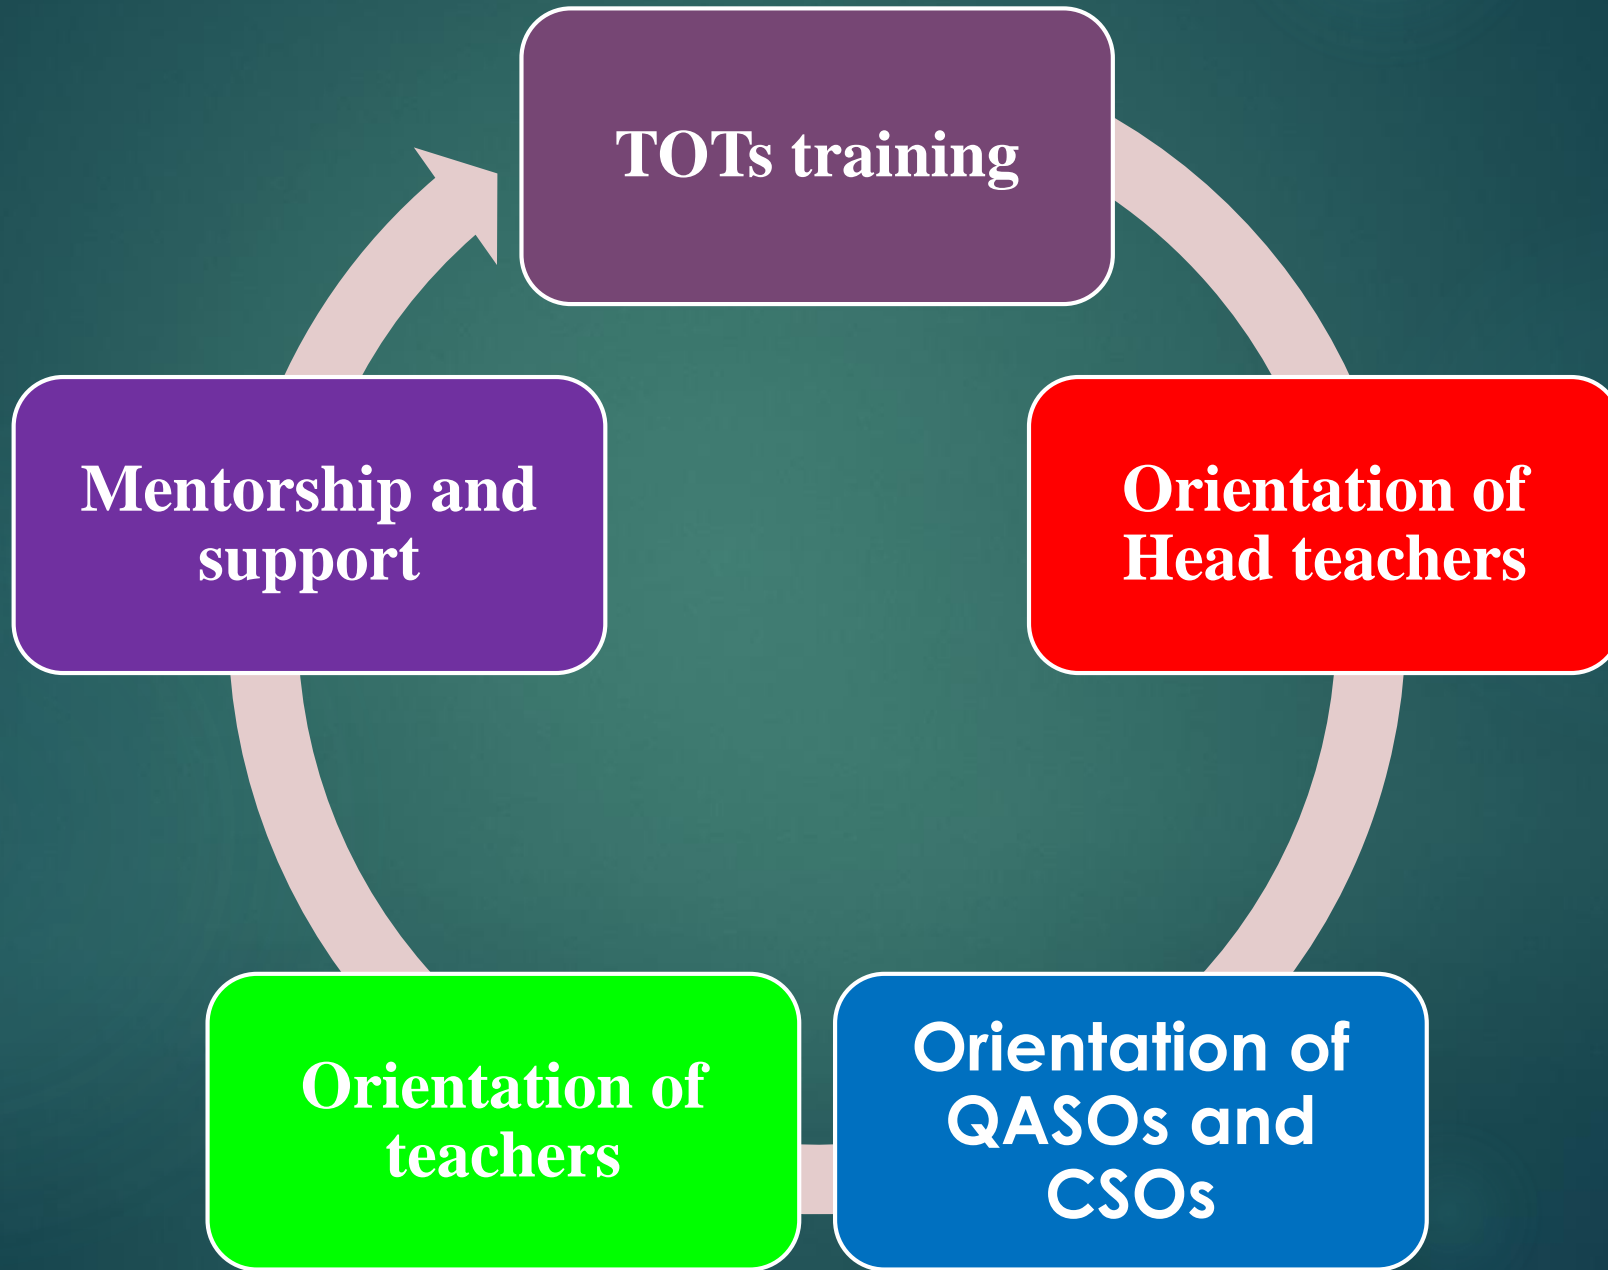 TOTs training
Orientation of
Head teachers
Orientation of
QASOs and
CSOs
Orientation of
teachers
Mentorship and
support